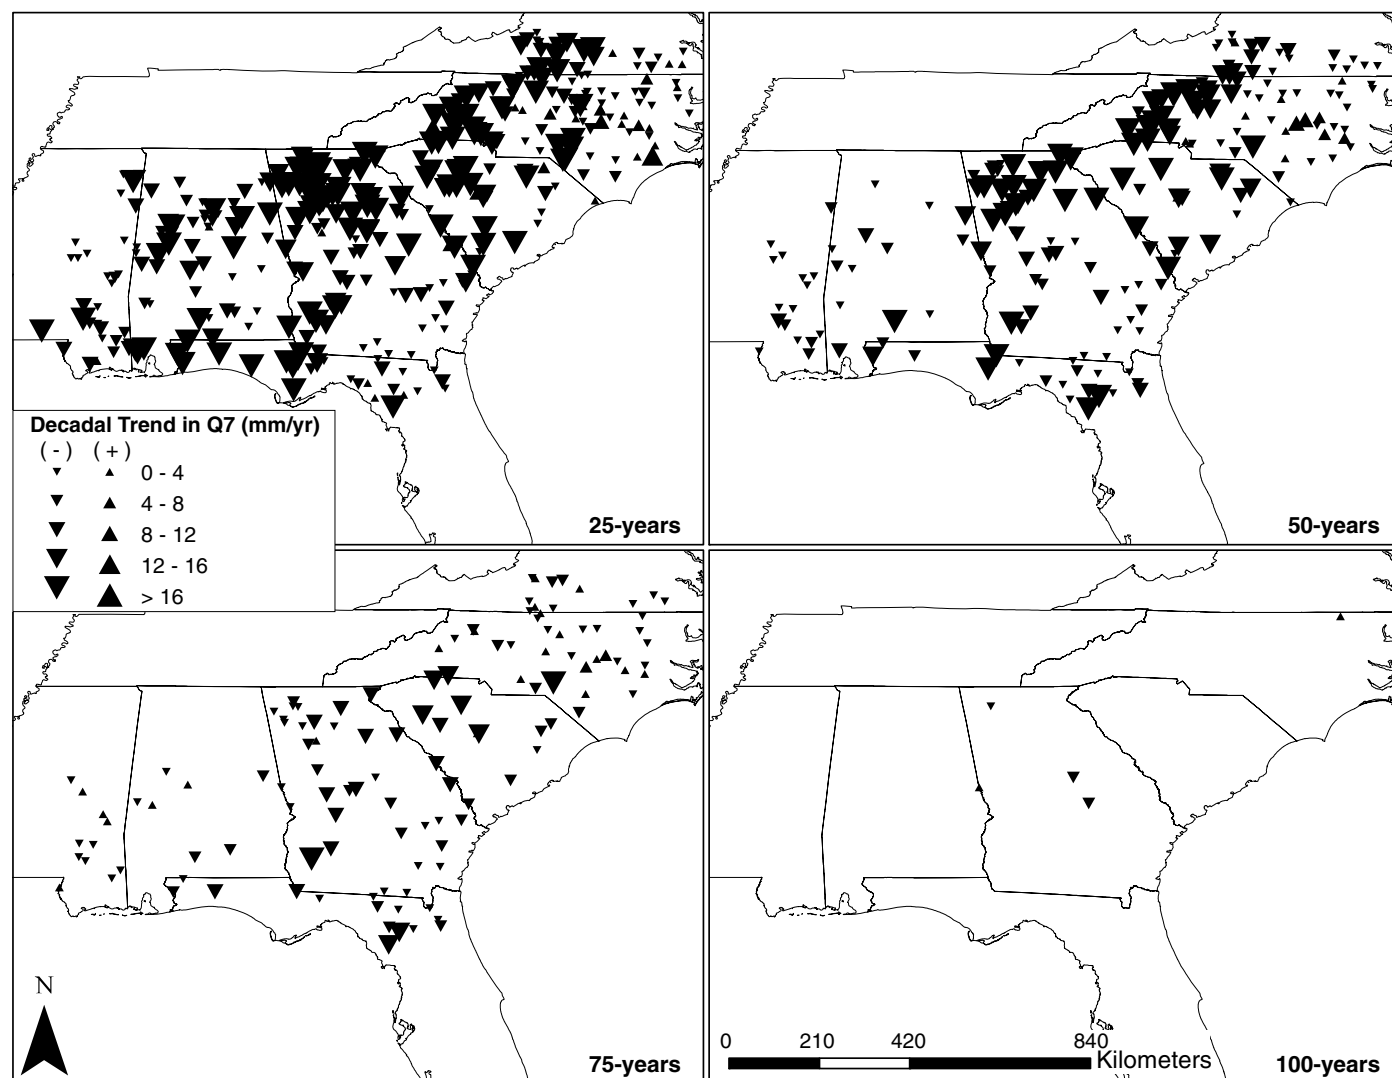 25-years
50-years
Decadal Trend in Q7 (mm/yr)
( - ) ( + )
0 - 4
4 - 8
8 - 12
12 - 16
> 16
N
75-years
0 210 420 840
Kilometers
100-years